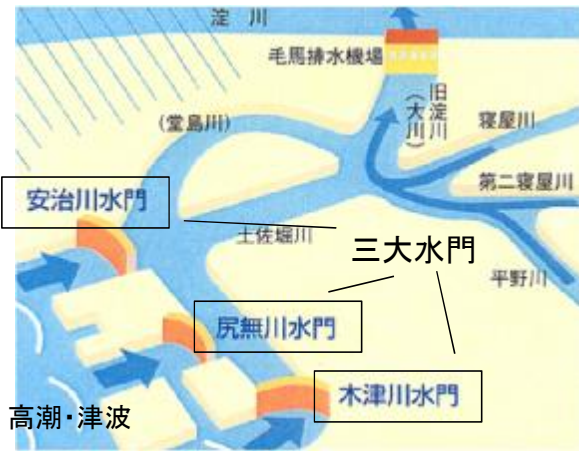 淀川
毛馬排水機場
旧淀川
(大川)
(堂島川)
寝屋川
第二寝屋川
安治川水門
土佐堀川
三大水門
平野川
尻無川水門
木津川水門
高潮・津波